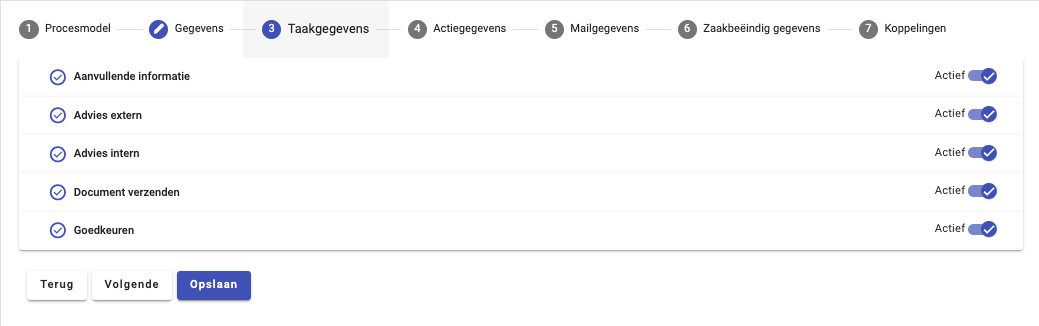 1 Procesmodel Gegevens 3 Taakgegevens 4 Actiegegevens 5 Mailgegevens 6 Zaakbeëindig gegevens 7 Koppelingen
Aanvullende informatie Actief
Advies extern Actief
Advies intern Actief
Document verzenden Actief
Goedkeuren Actief
Terug Volgende Opslaan